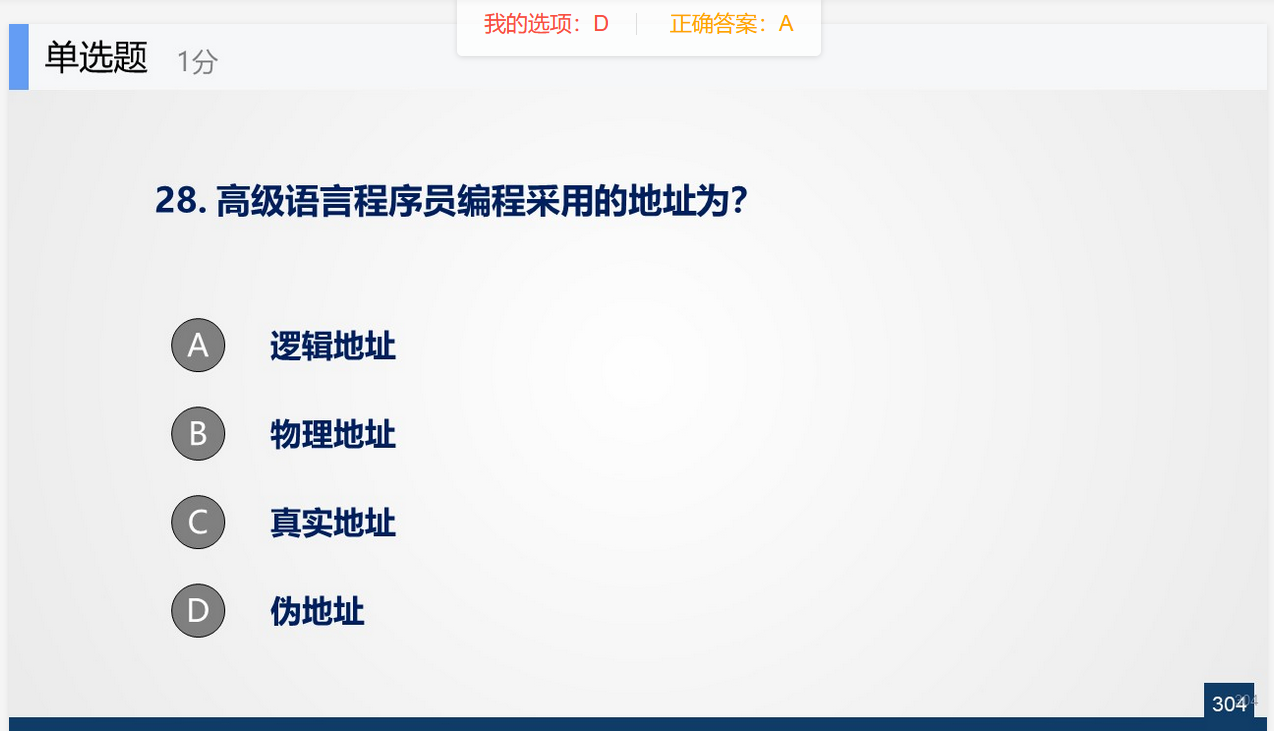 我的选项：D 正确答案：A
单选题 1分
28. 高级语言程序员编程采用的地址为?
A 逻辑地址
B 物理地址
C 真实地址
D 伪地址
304
304